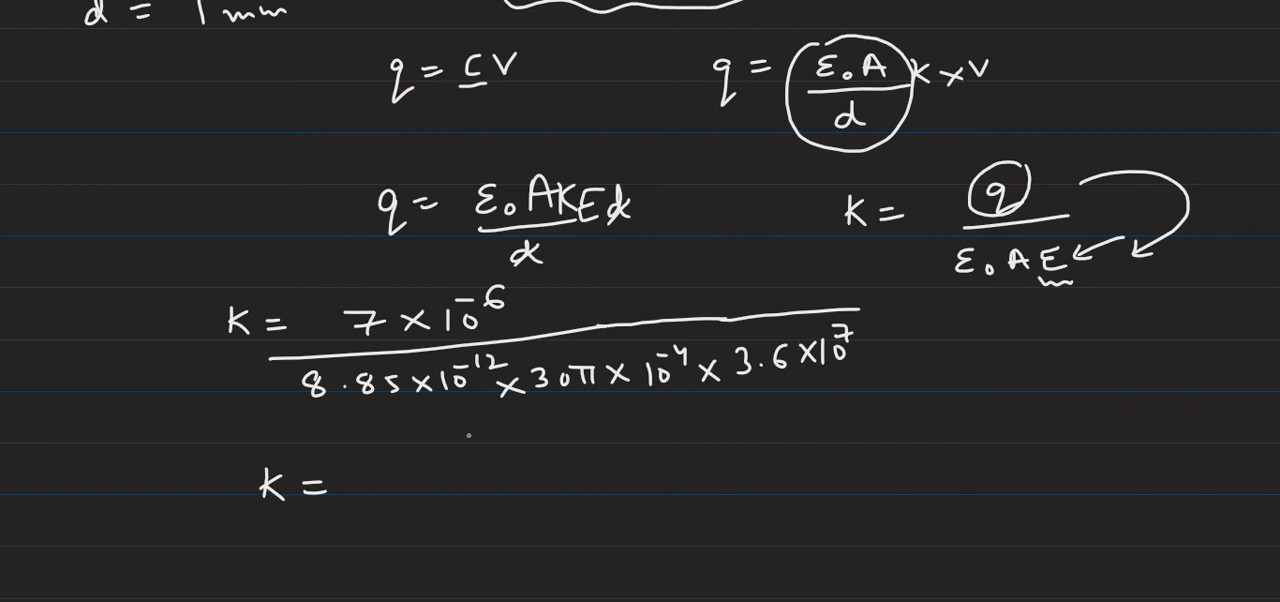 d = 1 mm
q = CV q = ε₀A/d K × V
q = ε₀AKEd/d K = q/ε₀AE
K = 7 × 10⁻⁶/8.85 × 10⁻¹² × 30π × 10⁻⁴ × 3.6 × 10⁷
K =